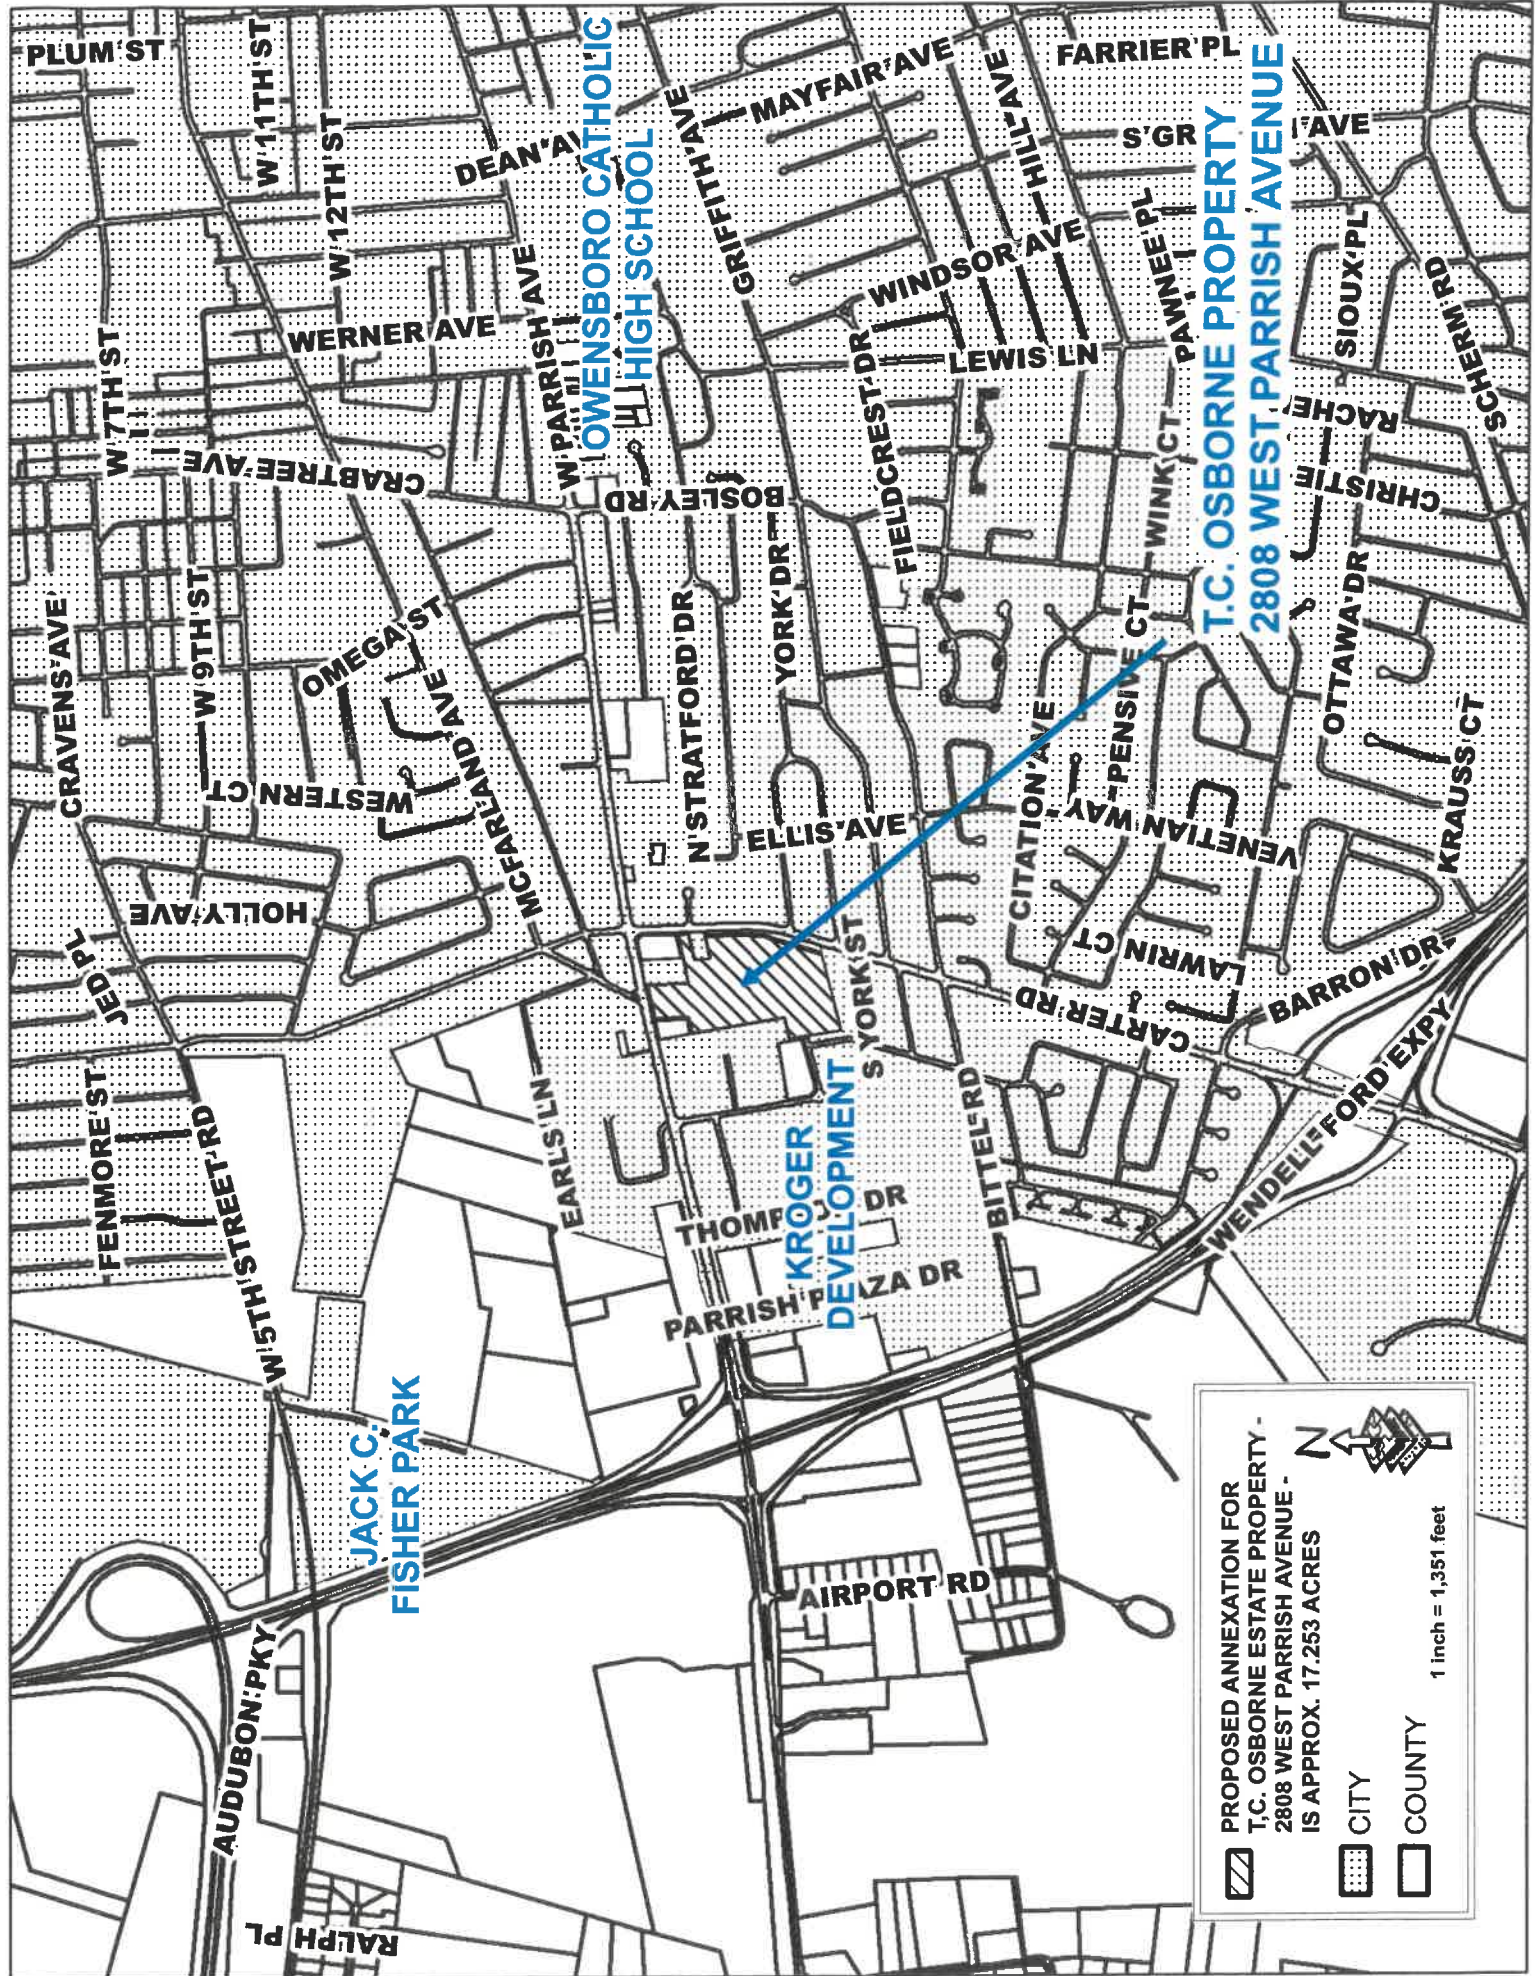 PLUM ST
W 11TH ST
W 12TH ST
DEAN AV
OWENSBORO CATHOLIC
HIGH SCHOOL
GRIFFITH AVE
MAYFAIR AVE
HILL AVE
FARRIER PL
S GR
AVE
T.C. OSBORNE PROPERTY
2808 WEST PARRISH AVENUE
W 7TH ST
WERNER AVE
W PARRISH AVE
WINDSOR AVE
PAWNEE PL
SIOUX PL
SCHERM RD
FIELDCREST DR
LEWIS LN
CRABTREE AVE
BOSLEY RD
WINK CT
RACHE
CHRISTIE
CRAVENS AVE
W 9TH ST
OMEGA ST
WESTERN CT
MCFARLAND AVE
N STRATFORD DR
YORK DR
ELLIS AVE
CITATION AVE
PENSIVE CT
VENETIAN WAY
OTTAWA DR
KRAUSS CT
HOLLY AVE
JED PL
S YORK ST
LAWRIN CT
CARTER RD
BARRON DR
FENMORE ST
W 5TH STREET RD
EARLS LN
KROGER
DEVELOPMENT
THOMP
DR
PARRISH P
AZA DR
BITTEL RD
WENDELL FORD EXPY
JACK C.
FISHER PARK
AUDUBON PKY
AIRPORT RD
RALPH PL
PROPOSED ANNEXATION FOR
T,C. OSBORNE ESTATE PROPERTY -
2808 WEST PARRISH AVENUE -
IS APPROX. 17.253 ACRES
CITY
COUNTY
N
1 inch = 1,351 feet